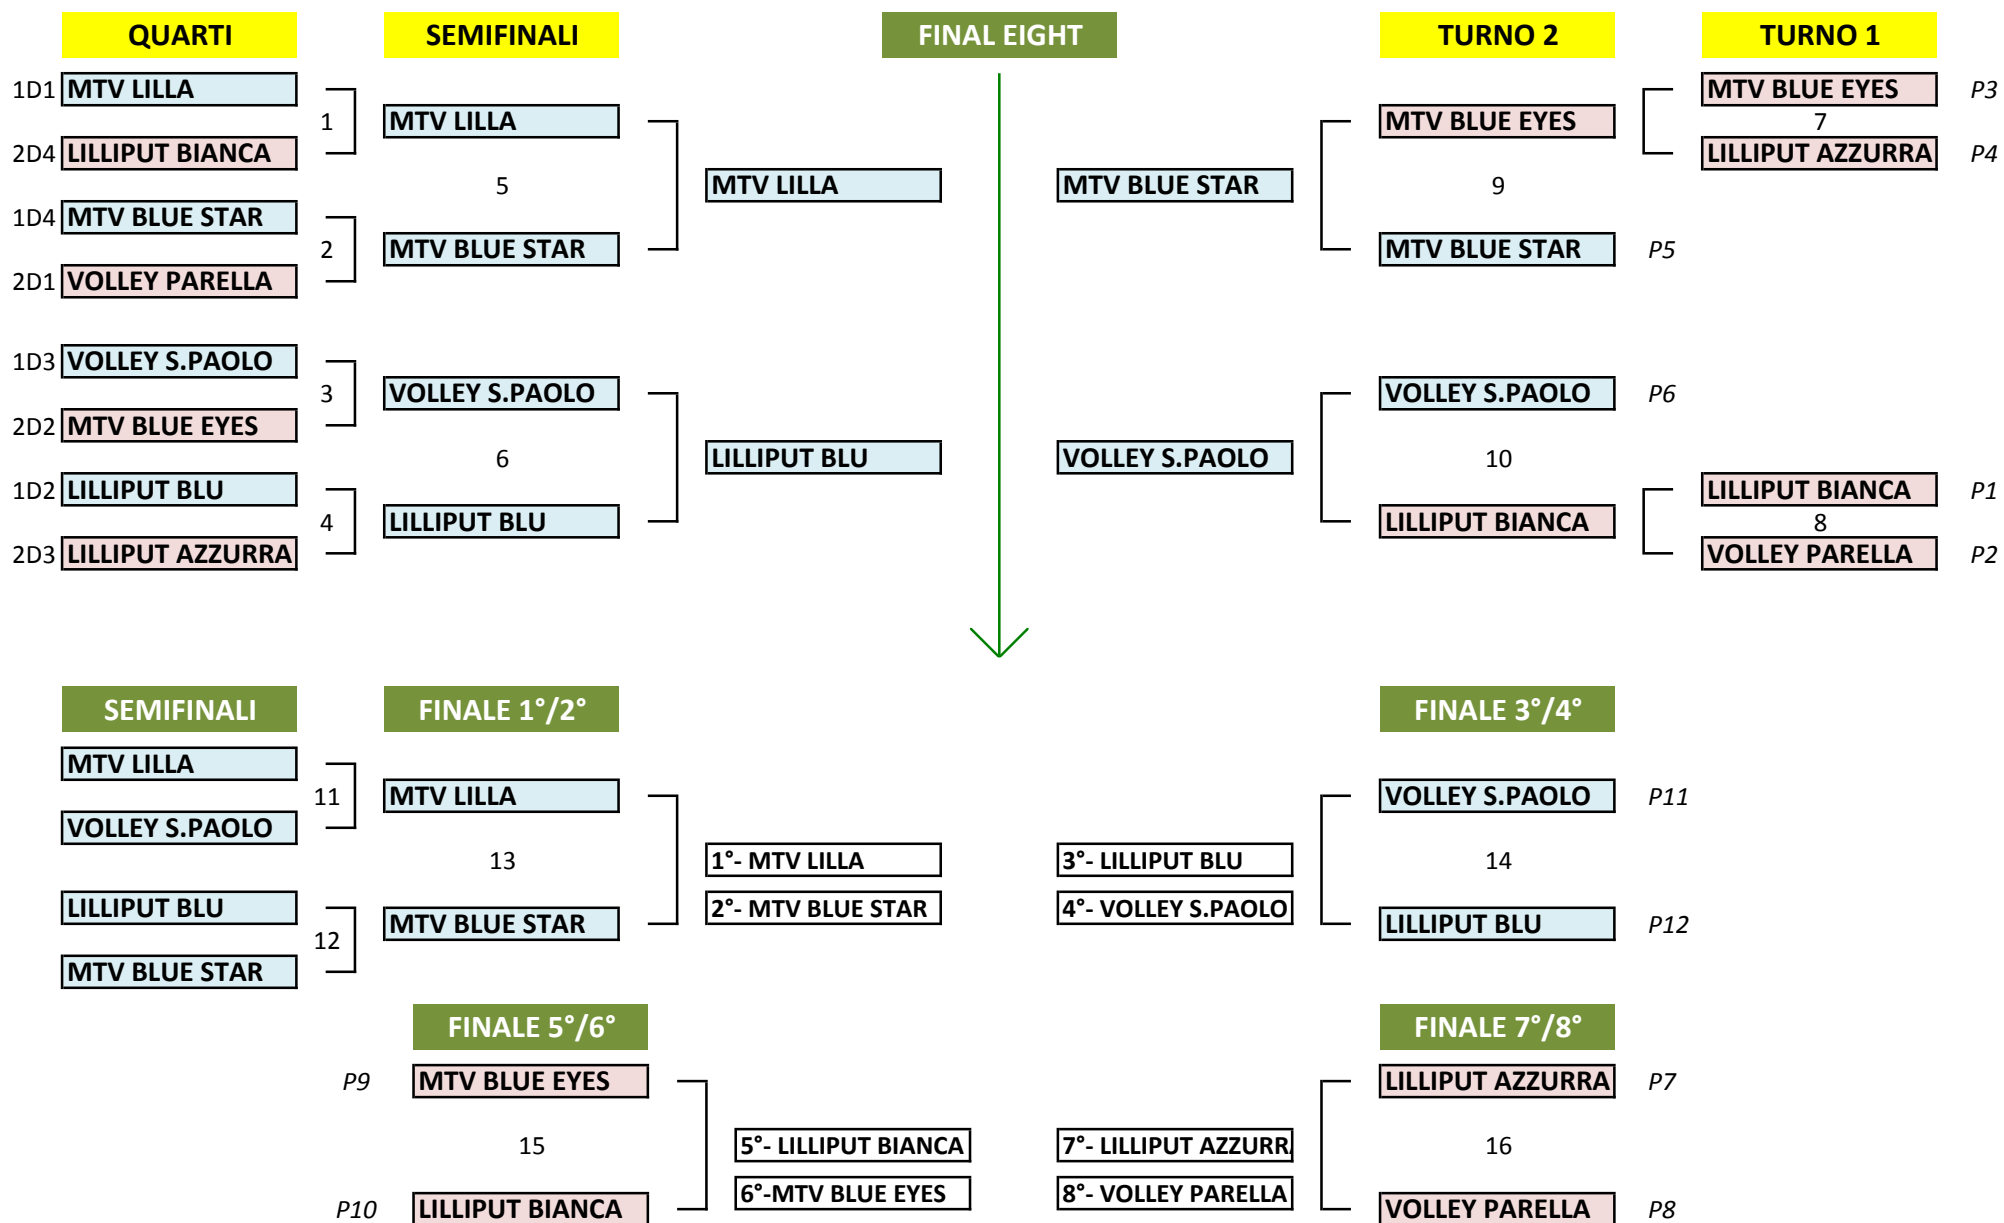 QUARTI SEMIFINALI FINAL EIGHT TURNO 2 TURNO 1
1D1 MTV LILLA MTV BLUE EYES P3
1 MTV LILLA MTV BLUE EYES 7
2D4 LILLIPUT BIANCA LILLIPUT AZZURRA P4
5 MTV LILLA MTV BLUE STAR 9
1D4 MTV BLUE STAR
2 MTV BLUE STAR MTV BLUE STAR P5
2D1 VOLLEY PARELLA
1D3 VOLLEY S.PAOLO
3 VOLLEY S.PAOLO VOLLEY S.PAOLO P6
2D2 MTV BLUE EYES
6 LILLIPUT BLU VOLLEY S.PAOLO 10
1D2 LILLIPUT BLU LILLIPUT BIANCA P1
4 LILLIPUT BLU LILLIPUT BIANCA 8
2D3 LILLIPUT AZZURRA VOLLEY PARELLA P2
SEMIFINALI FINALE 1°/2° FINALE 3°/4°
MTV LILLA
11 MTV LILLA VOLLEY S.PAOLO P11
VOLLEY S.PAOLO
13 1°- MTV LILLA 3°- LILLIPUT BLU 14
LILLIPUT BLU 2°- MTV BLUE STAR 4°- VOLLEY S.PAOLO
12 MTV BLUE STAR LILLIPUT BLU P12
MTV BLUE STAR
FINALE 5°/6° FINALE 7°/8°
P9 MTV BLUE EYES LILLIPUT AZZURRA P7
15 5°- LILLIPUT BIANCA 7°- LILLIPUT AZZURRA 16
6°-MTV BLUE EYES 8°- VOLLEY PARELLA
P10 LILLIPUT BIANCA VOLLEY PARELLA P8